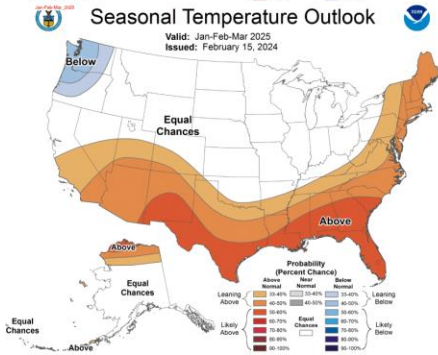 Jan-Feb-Mar, 2025
Seasonal Temperature Outlook
NOAA
Valid: Jan-Feb-Mar 2025
Issued: February 15, 2024
Below
Equal
Chances
Above
Above
Equal
Chances
Equal
Chances
Above
Probability
(Percent Chance)
Above
Normal
Near
Normal
Below
Normal
Leaning
Above
33-40%
40-50%
33-40%
40-50%
33-40%
40-50%
Leaning
Below
Likely
Above
50-60%
60-70%
70-80%
80-90%
90-100%
Equal
Chances
50-60%
60-70%
70-80%
80-90%
90-100%
Likely
Below